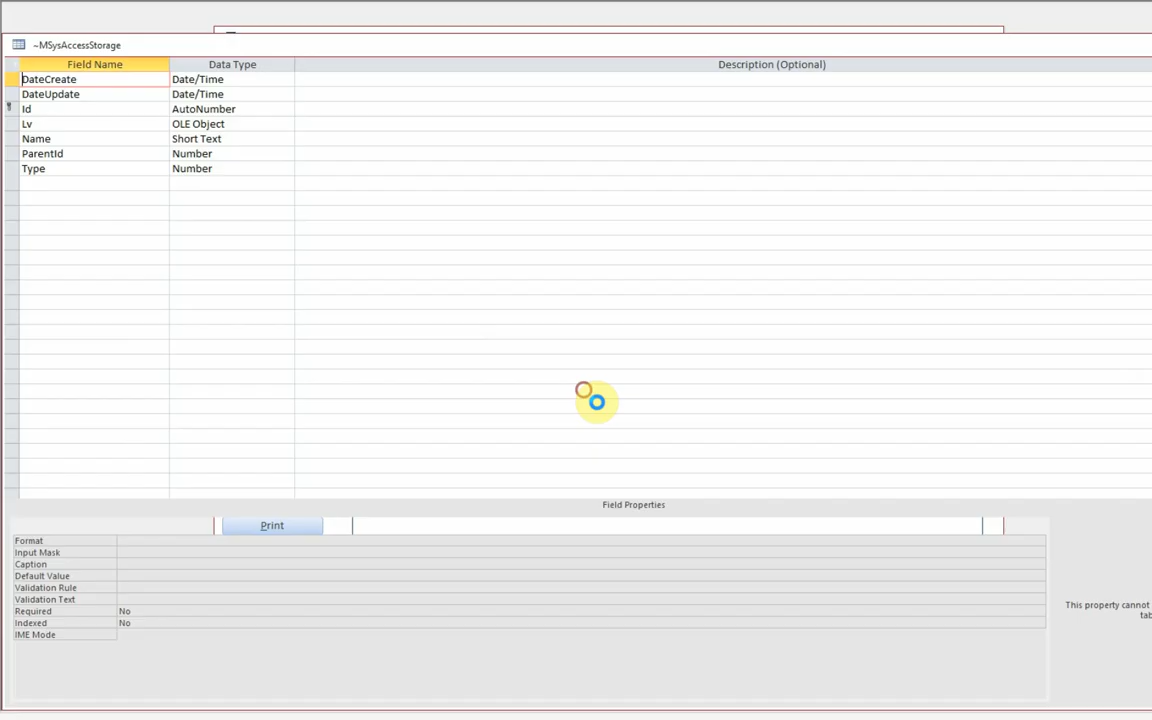 ~MSysAccessStorage
Field Name Data Type Description (Optional)
DateCreate Date/Time
DateUpdate Date/Time
Id AutoNumber
Lv OLE Object
Name Short Text
ParentId Number
Type Number
Field Properties
Print
Format
Input Mask
Caption
Default Value
Validation Rule
Validation Text
Required No
Indexed No
IME Mode
This property cannot
tab